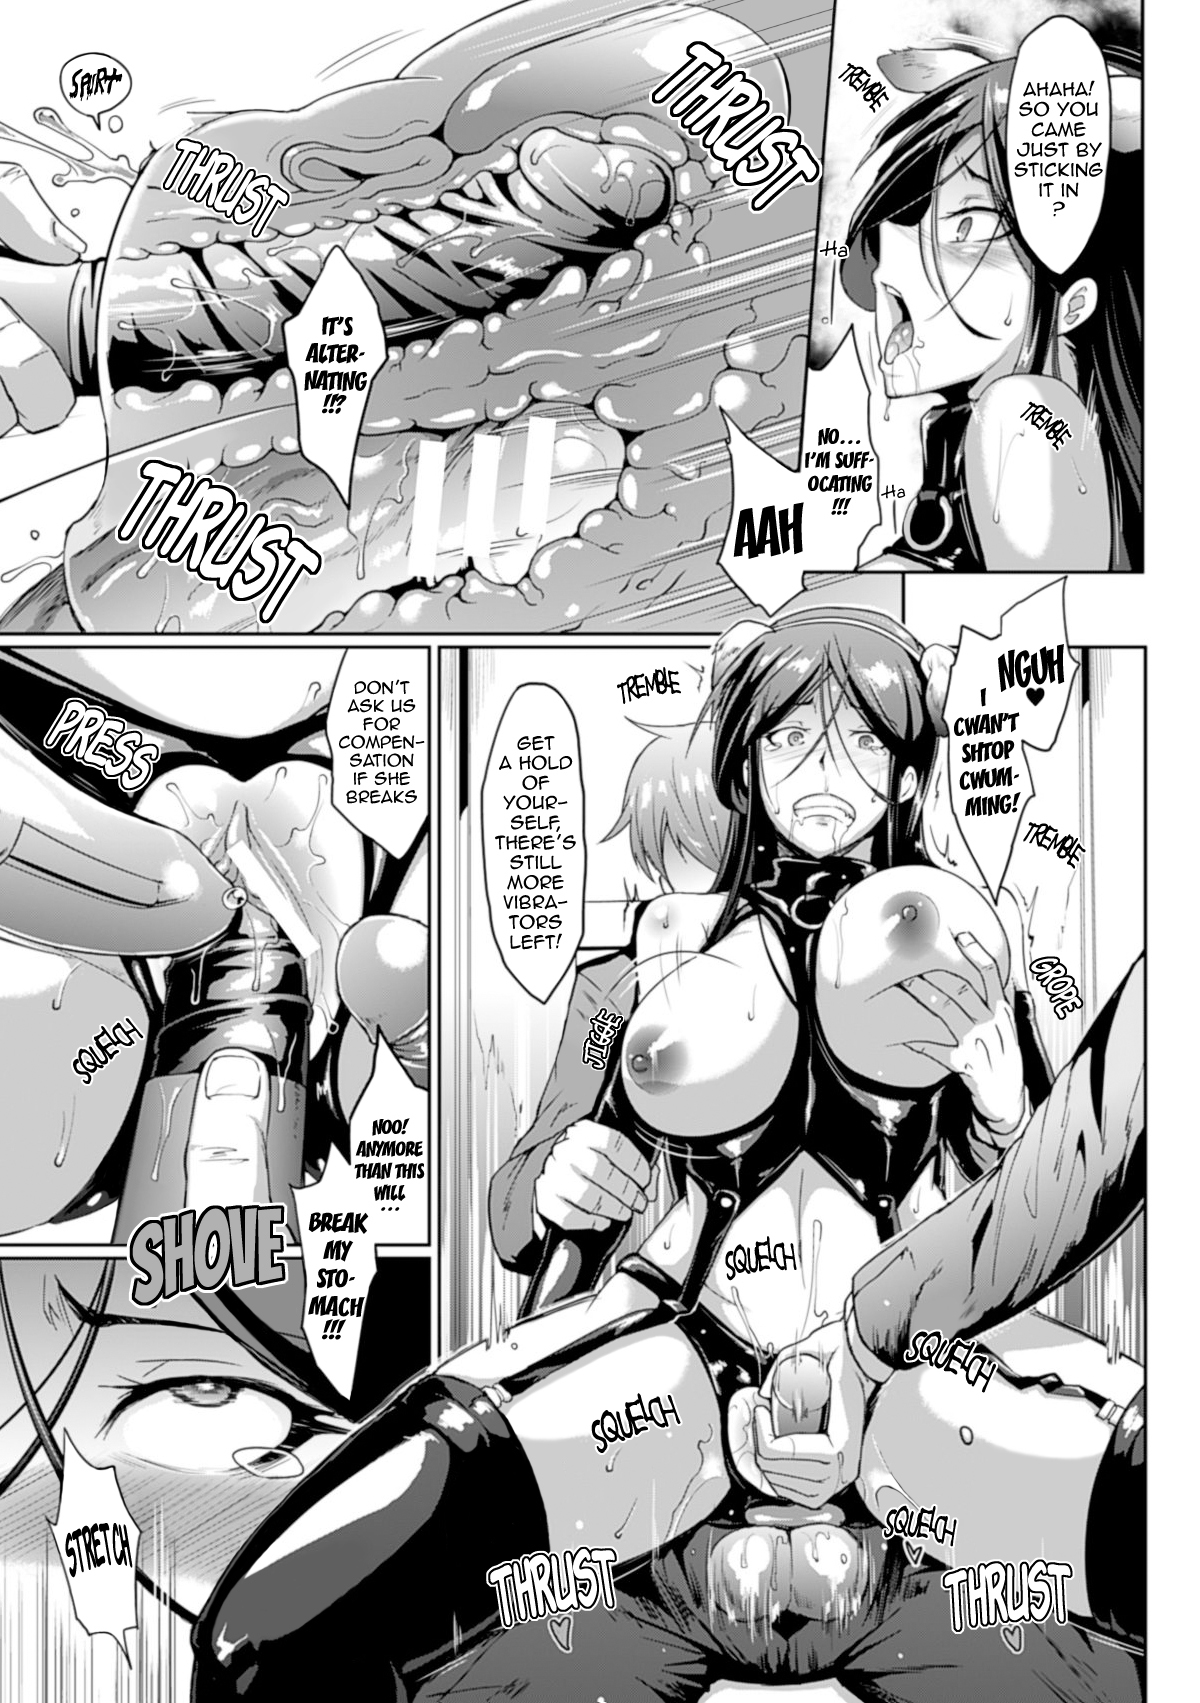 AHAHA!
SO YOU
CAME
JUST BY
STICKING
IT IN
?
TREMBLE
Ha
TREMBLE
NO...
I'M SUFF-
OCATING
!!!
Ha
AAH
THRUST
THRUST
SPURT
IT'S
ALTER-
NATING
!!?
THRUST
NGUH
♥
I
CWAN'T
SHTOP
CWUM-
MING!
TREMBLE
TREMBLE
GET
A HOLD
OF
YOUR-
SELF,
THERE'S
STILL
MORE
VIBRA-
TORS
LEFT!
GROPE
SQUELCH
SQUELCH
SQUELCH
SQUELCH
THRUST
THRUST
DON'T
ASK US
FOR
COMPEN-
SATION
IF SHE
BREAKS
PRESS
SQUELCH
NOO!
ANYMORE
THAN THIS
WILL
...
SHOVE
BREAK
MY
STO-
MACH
!!!
STRETCH